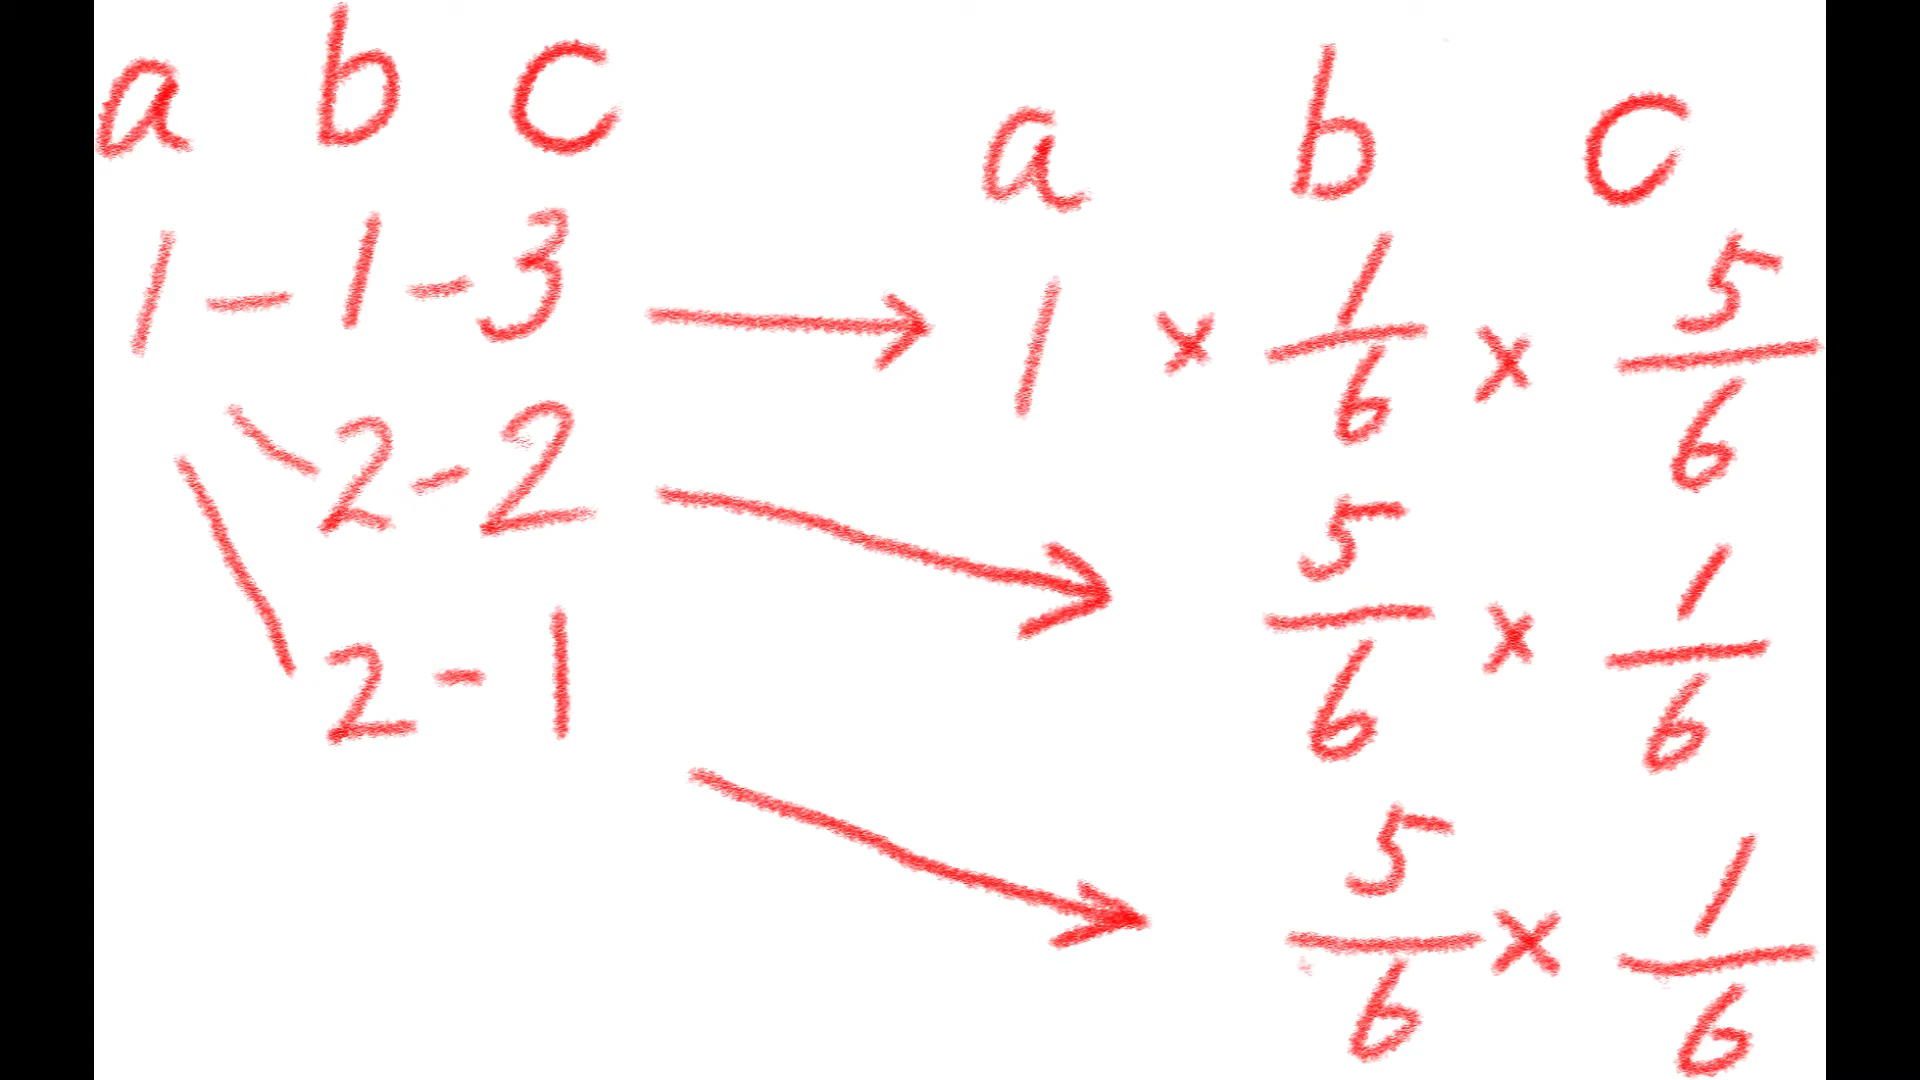 a b c
1 - 1 - 3 → a b c
1 × 1/6 × 5/6
2 - 2 → 5/6 × 1/6
2 - 1 → 5/6 × 1/6